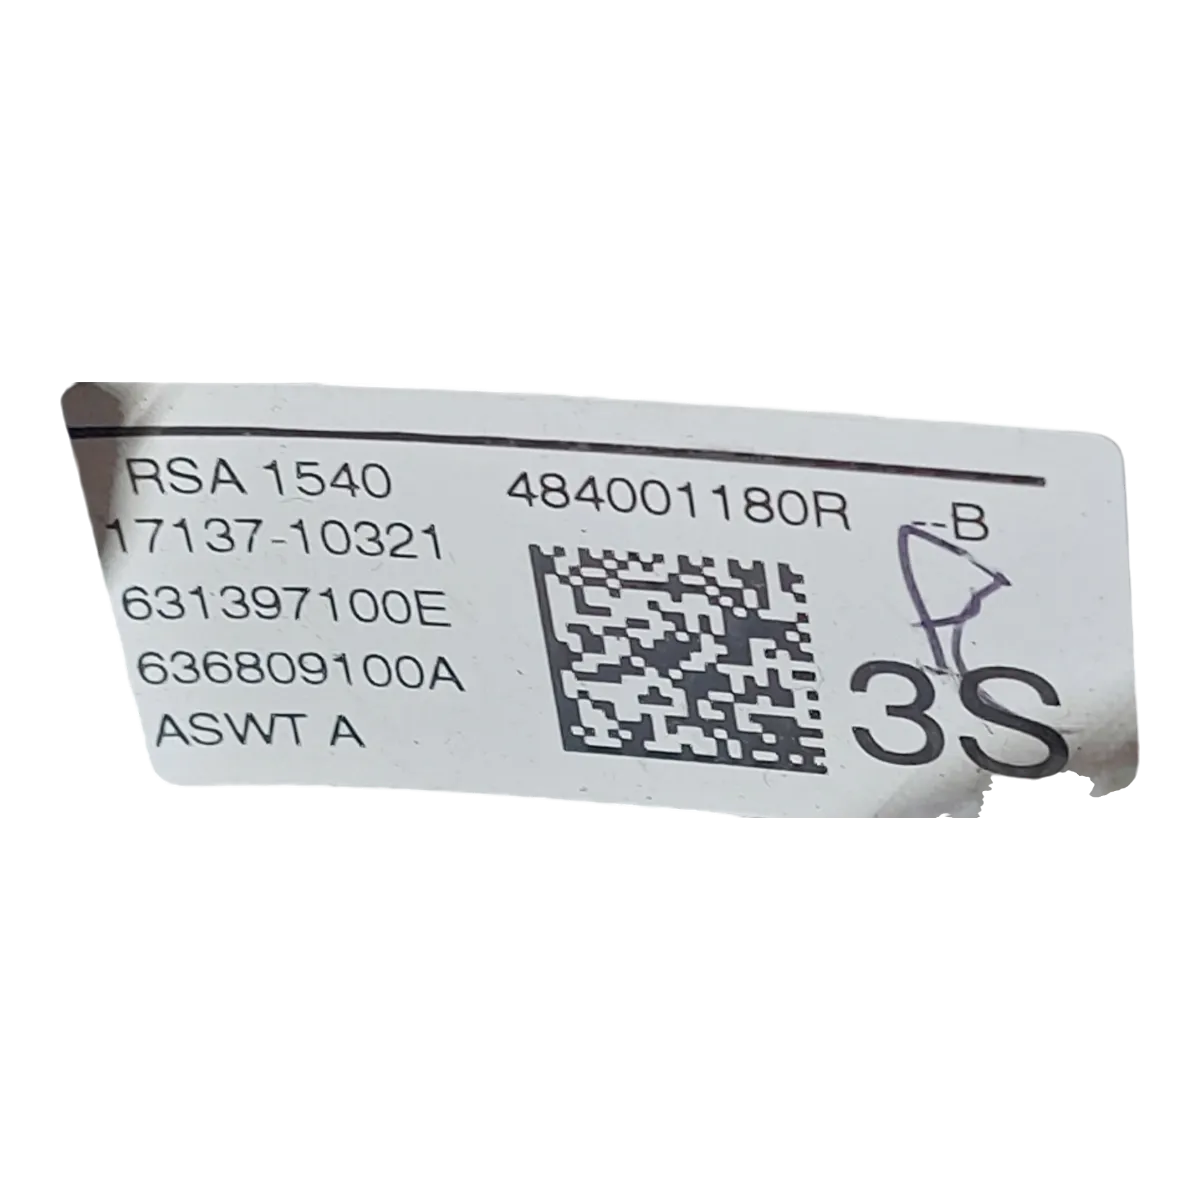 RSA 1540
17137-10321
631397100E
636809100A
ASWT A
484001180R
--B
3S